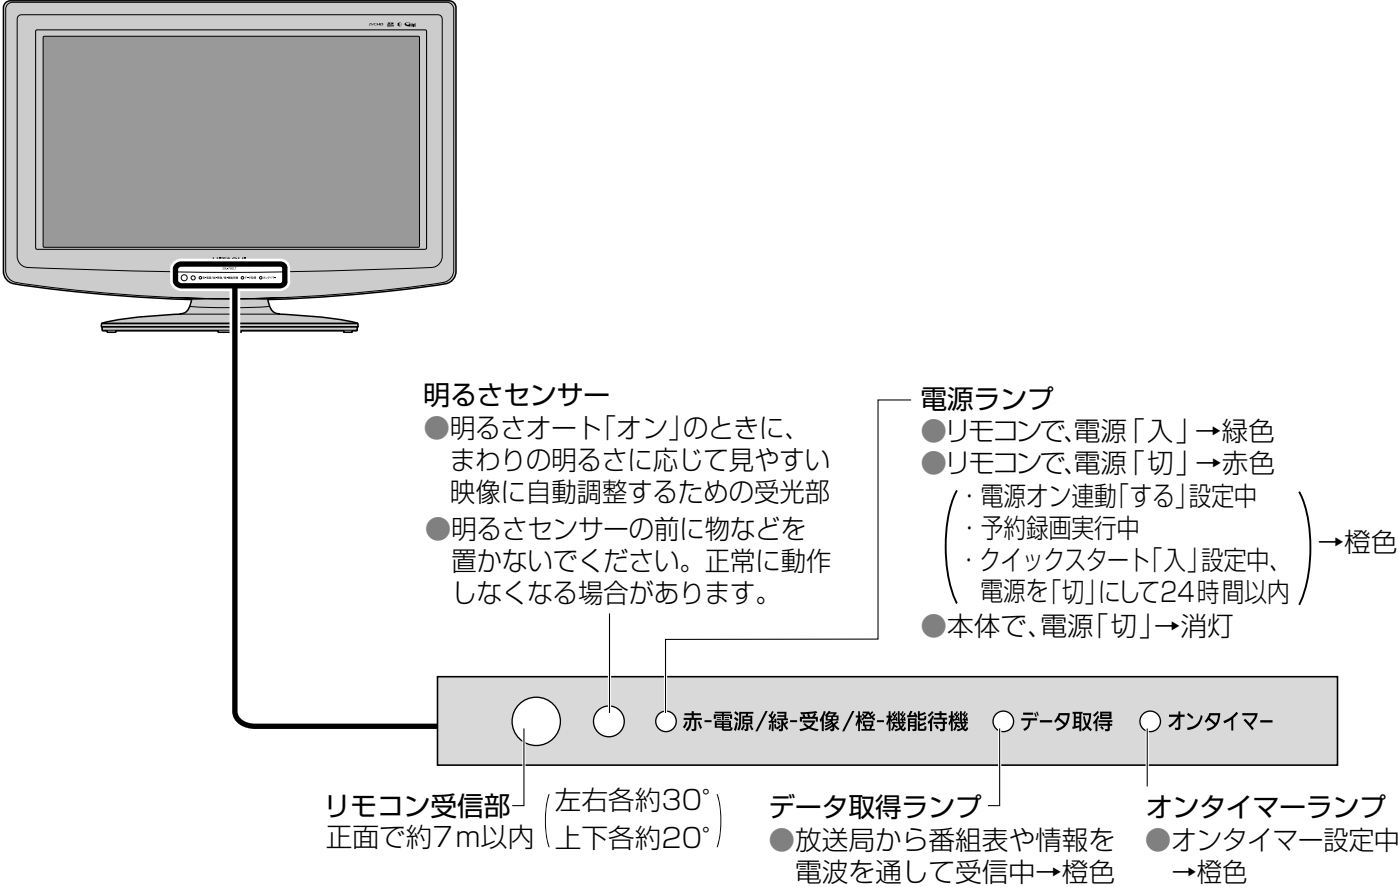 明るさセンサー
●明るさオート「オン」のときに、
まわりの明るさに応じて見やすい
映像に自動調整するための受光部
●明るさセンサーの前に物などを
置かないでください。正常に動作
しなくなる場合があります。
電源ランプ
●リモコンで、電源「入」→緑色
●リモコンで、電源「切」→赤色
・電源オン連動「する」設定中
・予約録画実行中
・クイックスタート「入」設定中、
電源を「切」にして24時間以内
→橙色
●本体で、電源「切」→消灯
赤-電源/緑-受像/橙-機能待機 データ取得 オンタイマー
リモコン受信部
正面で約7m以内
左右各約30°
上下各約20°
データ取得ランプ
●放送局から番組表や情報を
電波を通して受信中→橙色
オンタイマーランプ
●オンタイマー設定中
→橙色